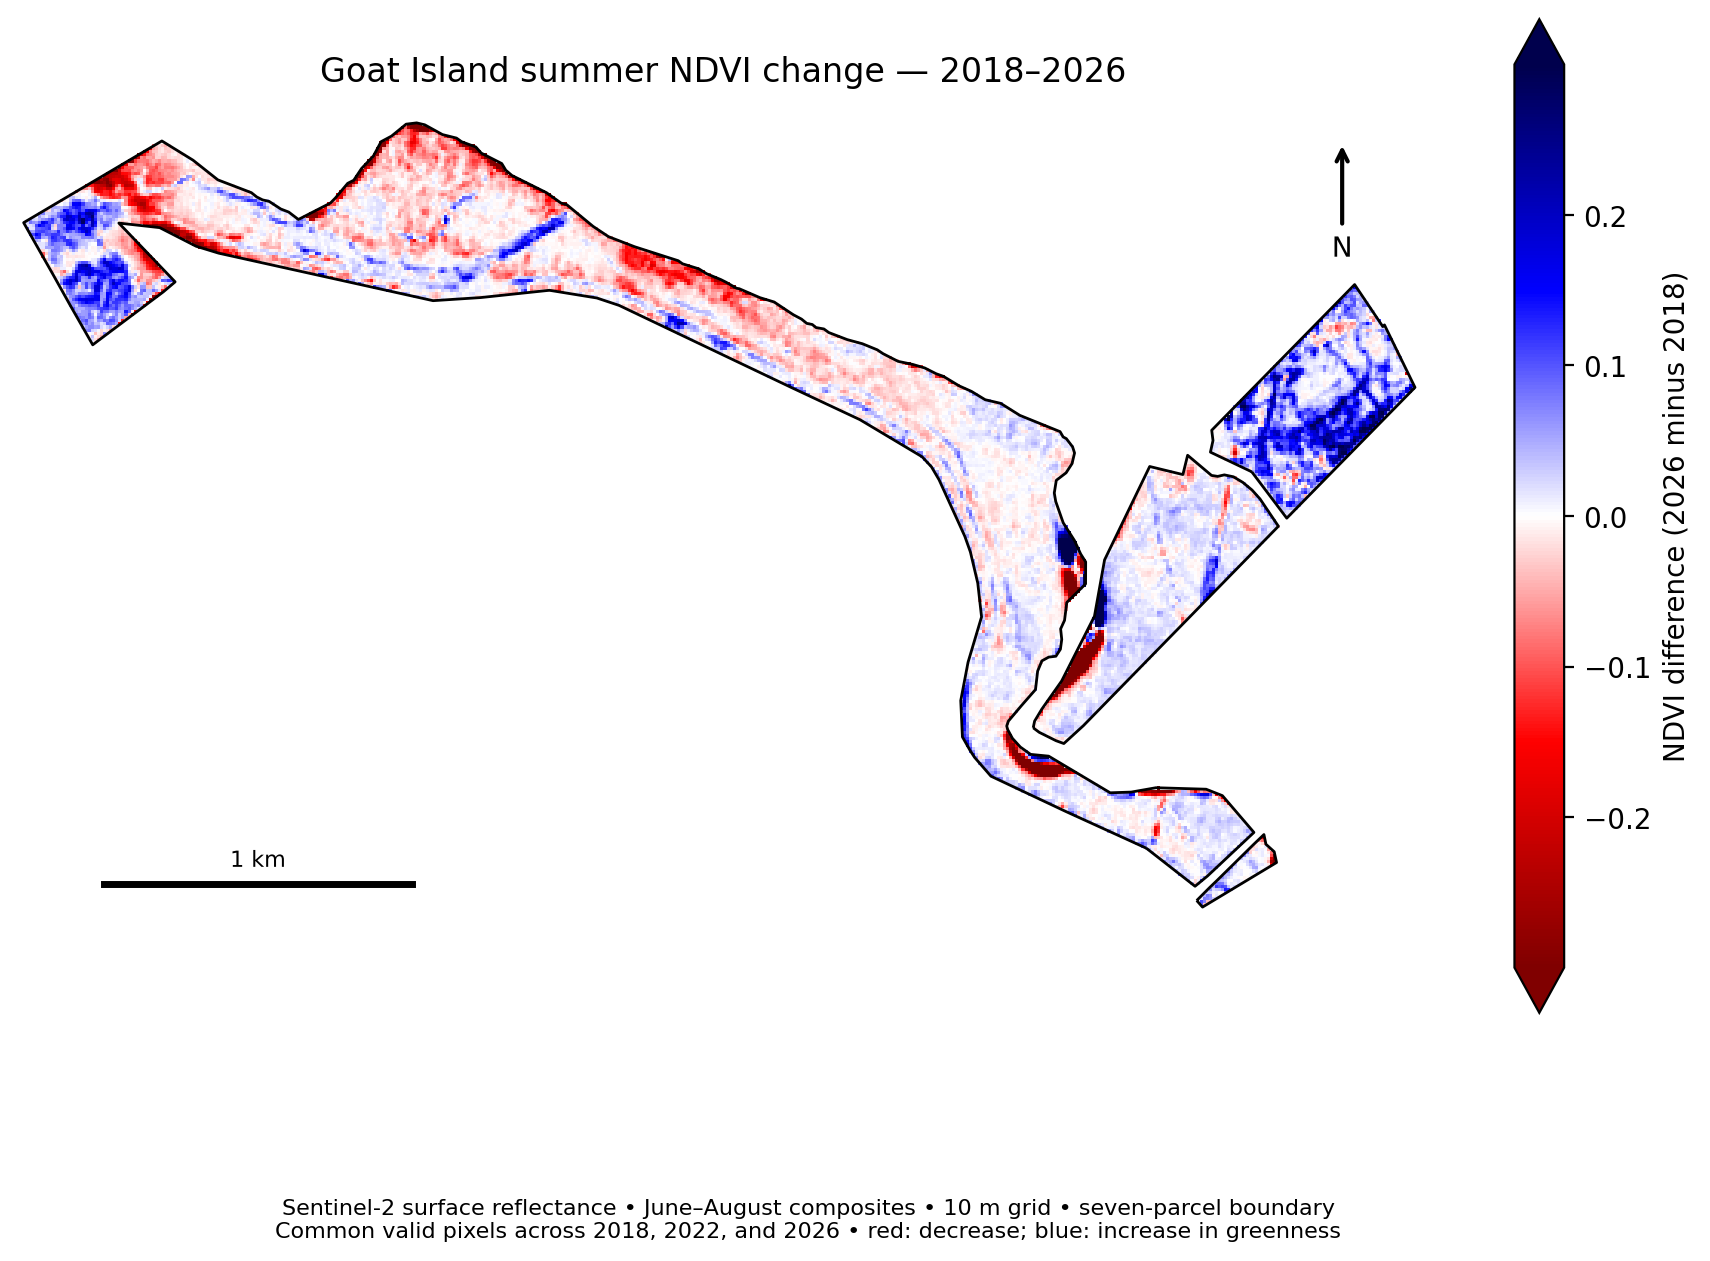 Goat Island summer NDVI change — 2018–2026
N
0.2
0.1
0.0
−0.1
−0.2
NDVI difference (2026 minus 2018)
1 km
Sentinel-2 surface reflectance • June–August composites • 10 m grid • seven-parcel boundary
Common valid pixels across 2018, 2022, and 2026 • red: decrease; blue: increase in greenness